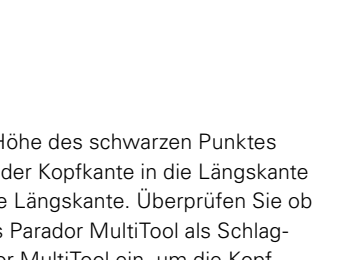 Höhe des schwarzen Punktes
der Kopfkante in die Längskante
e Längskante. Überprüfen Sie ob
s Parador MultiTool als Schlag-
or MultiTool ein, um die Kopf